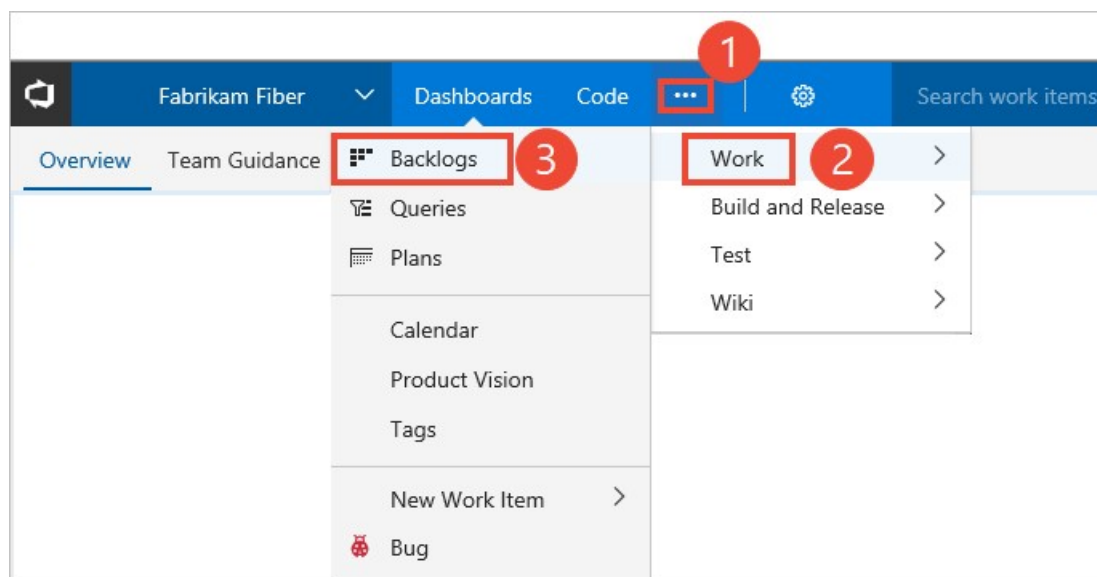 1
Fabrikam Fiber Dashboards Code ... Search work items
Overview Team Guidance Backlogs 3 Work 2
Queries Build and Release
Plans Test
Wiki
Calendar
Product Vision
Tags
New Work Item
Bug